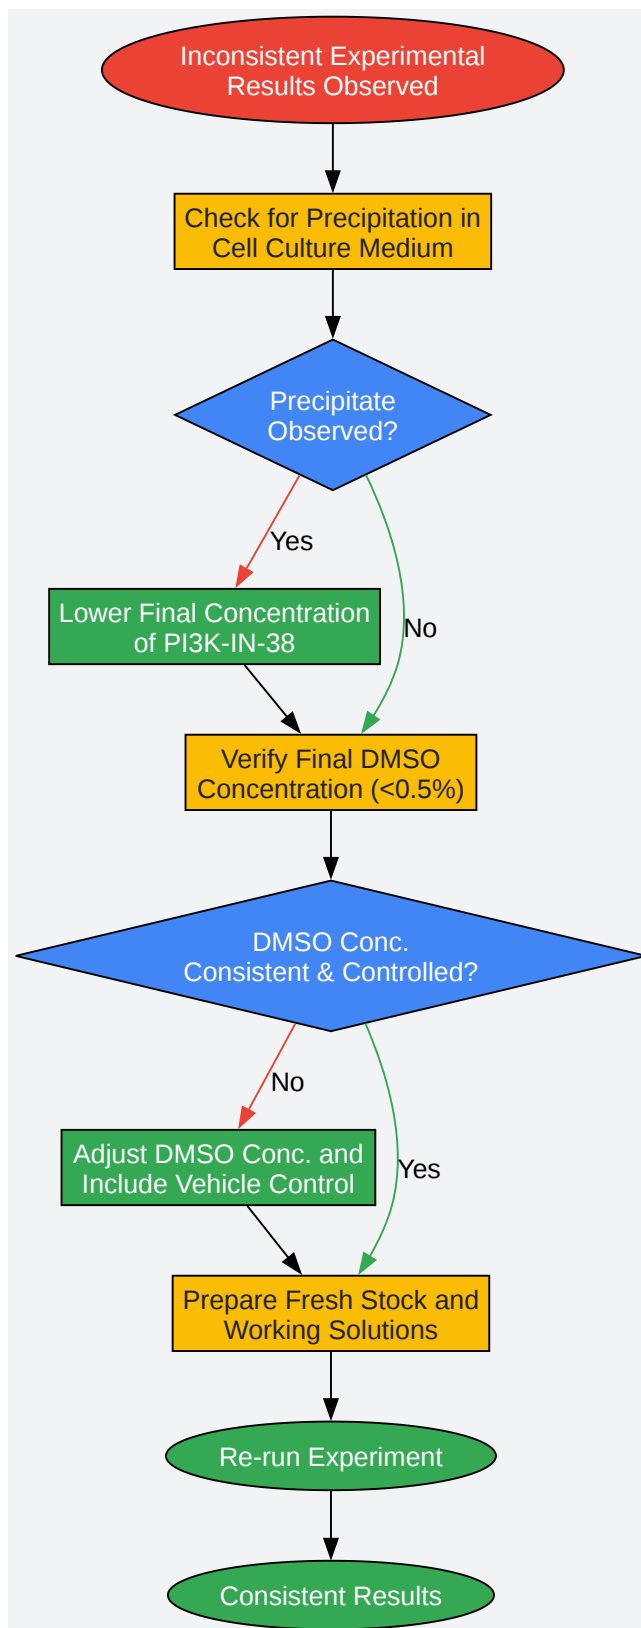 Inconsistent Experimental
Results Observed
Check for Precipitation in
Cell Culture Medium
Precipitate
Observed?
Yes
Lower Final Concentration
of PI3K-IN-38
No
Verify Final DMSO
Concentration (<0.5%)
DMSO Conc.
Consistent & Controlled?
No
Adjust DMSO Conc. and
Include Vehicle Control
Yes
Prepare Fresh Stock and
Working Solutions
Re-run Experiment
Consistent Results